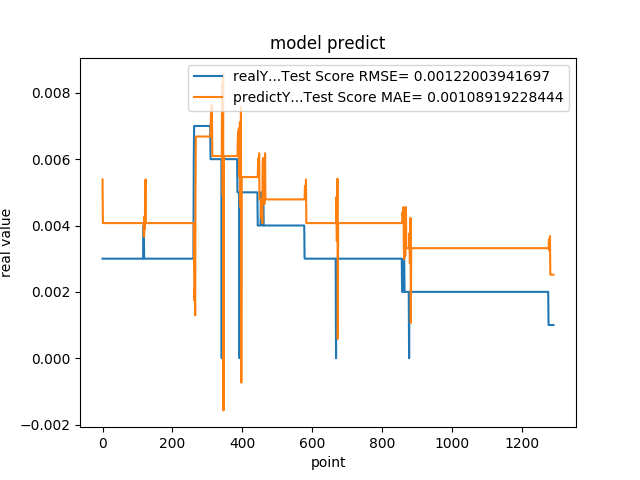 model predict
realY...Test Score RMSE= 0.00122003941697
predictY...Test Score MAE= 0.00108919228444
0.008
0.006
0.004
0.002
0.000
−0.002
real value
0 200 400 600 800 1000 1200
point